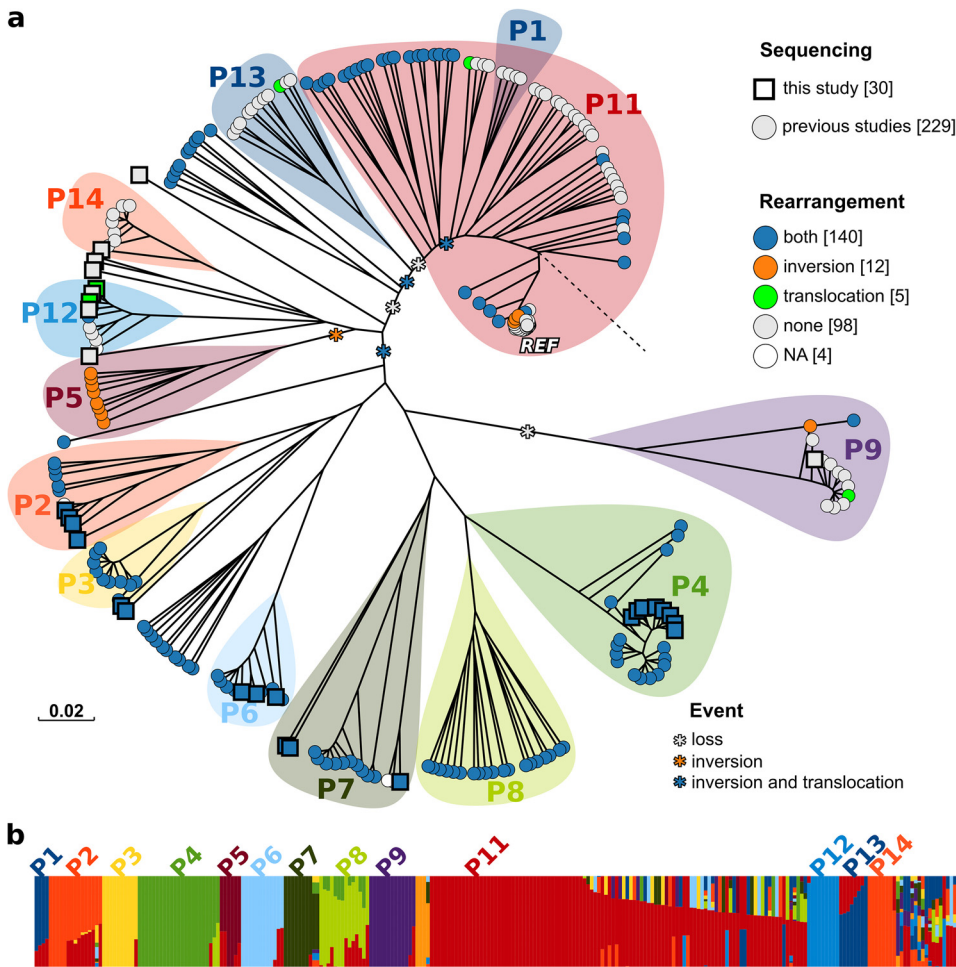 a
P1
Sequencing
this study [30]
previous studies [229]
P13
P11
P14
Rearrangement
both [140]
inversion [12]
translocation [5]
none [98]
NA [4]
P12
REF
P5
P9
P2
P3
P4
P6
0.02
P7
P8
Event
loss
inversion
inversion and translocation
b
P1 P2 P3 P4 P5 P6 P7 P8 P9 P11 P12 P13 P14